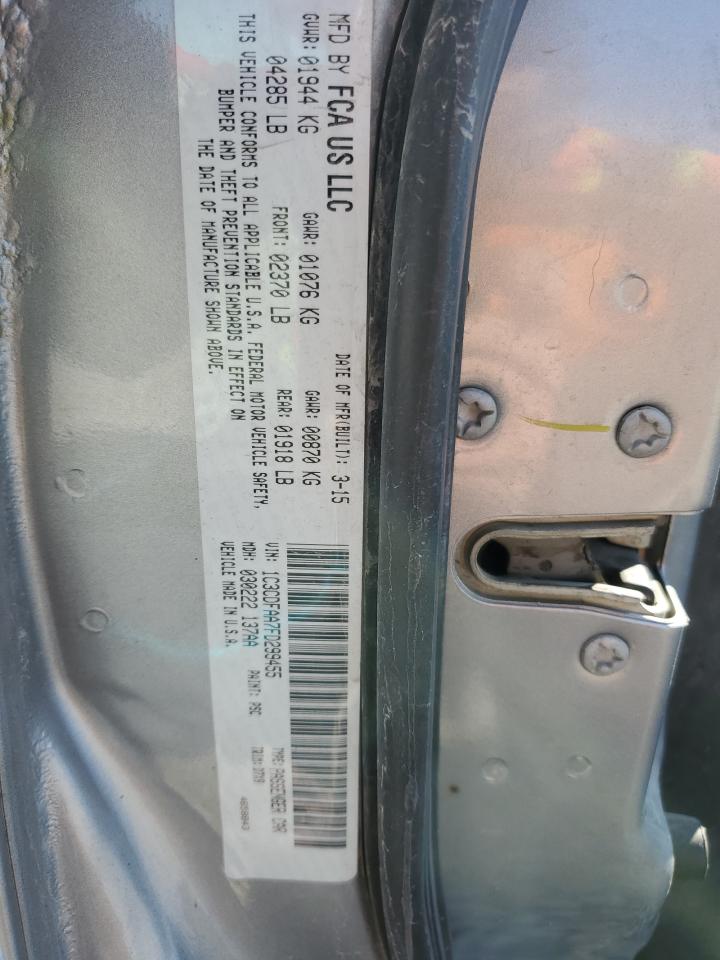 MFD BY FCA US LLC
DATE OF MFR(BUILT): 3-15
GVWR: 01944 KG GAWR: 01076 KG GAWR: 00870 KG
04285 LB FRONT: 02370 LB REAR: 01918 LB
THIS VEHICLE CONFORMS TO ALL APPLICABLE U.S.A. FEDERAL MOTOR VEHICLE SAFETY,
BUMPER AND THEFT PREVENTION STANDARDS IN EFFECT ON
THE DATE OF MANUFACTURE SHOWN ABOVE.
VIN: 1C3CDFAA7FD299455 TYPE: PASSENGER CAR
MDH: 030222 137AA PAINT: PSC TRIM:
VEHICLE MADE IN U.S.A.